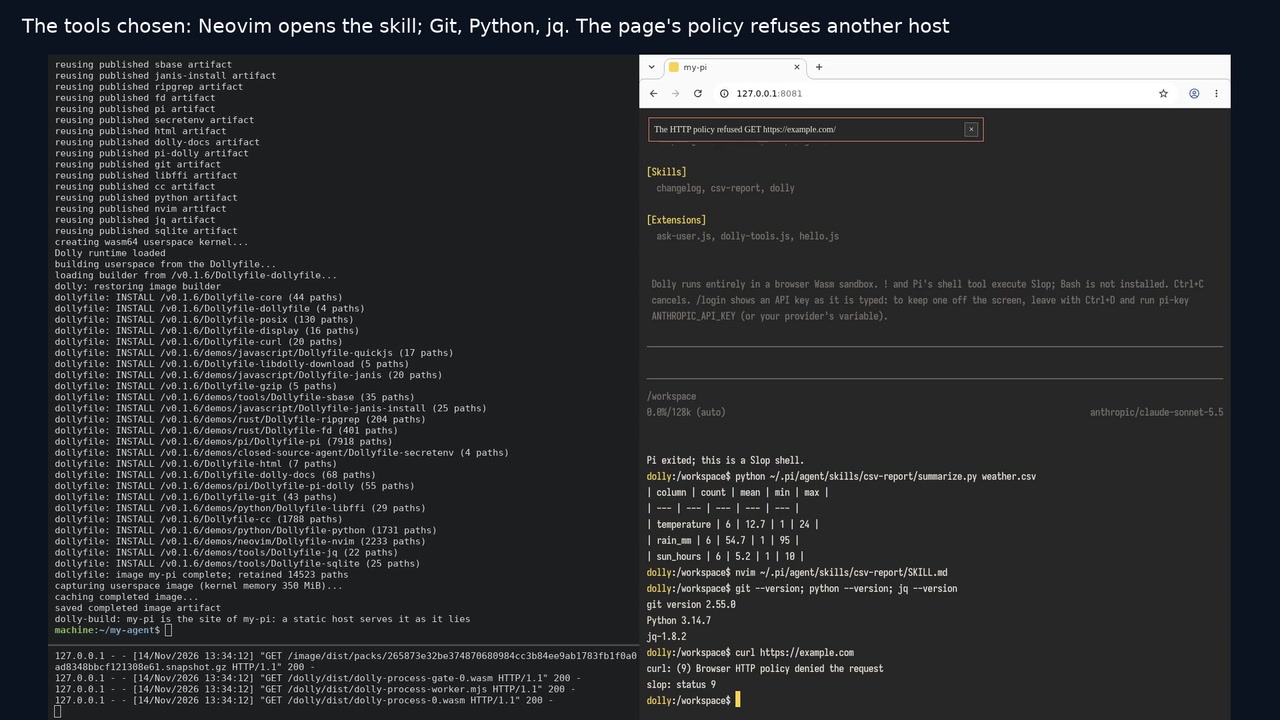 The tools chosen: Neovim opens the skill; Git, Python, jq. The page's policy refuses another host
reusing published sbase artifact
reusing published janis-install artifact
reusing published ripgrep artifact
reusing published fd artifact
reusing published pi artifact
reusing published secretenv artifact
reusing published html artifact
reusing published dolly-docs artifact
reusing published pi-dolly artifact
reusing published git artifact
reusing published libffi artifact
reusing published cc artifact
reusing published python artifact
reusing published nvim artifact
reusing published jq artifact
reusing published sqlite artifact
creating wasm64 userspace kernel...
Dolly runtime loaded
building userspace from the Dollyfile...
loading builder from /v0.1.6/Dollyfile-dollyfile...
dolly: restoring image builder
dollyfile: INSTALL /v0.1.6/Dollyfile-core (44 paths)
dollyfile: INSTALL /v0.1.6/Dollyfile-dollyfile (4 paths)
dollyfile: INSTALL /v0.1.6/Dollyfile-posix (130 paths)
dollyfile: INSTALL /v0.1.6/Dollyfile-display (16 paths)
dollyfile: INSTALL /v0.1.6/Dollyfile-curl (20 paths)
dollyfile: INSTALL /v0.1.6/demos/javascript/Dollyfile-quickjs (17 paths)
dollyfile: INSTALL /v0.1.6/Dollyfile-libdolly-download (5 paths)
dollyfile: INSTALL /v0.1.6/demos/javascript/Dollyfile-janis (20 paths)
dollyfile: INSTALL /v0.1.6/Dollyfile-gzip (5 paths)
dollyfile: INSTALL /v0.1.6/demos/tools/Dollyfile-sbase (35 paths)
dollyfile: INSTALL /v0.1.6/demos/javascript/Dollyfile-janis-install (25 paths)
dollyfile: INSTALL /v0.1.6/demos/rust/Dollyfile-ripgrep (204 paths)
dollyfile: INSTALL /v0.1.6/demos/rust/Dollyfile-fd (401 paths)
dollyfile: INSTALL /v0.1.6/demos/pi/Dollyfile-pi (7918 paths)
dollyfile: INSTALL /v0.1.6/demos/closed-source-agent/Dollyfile-secretenv (4 paths)
dollyfile: INSTALL /v0.1.6/Dollyfile-html (7 paths)
dollyfile: INSTALL /v0.1.6/Dollyfile-dolly-docs (68 paths)
dollyfile: INSTALL /v0.1.6/demos/pi/Dollyfile-pi-dolly (55 paths)
dollyfile: INSTALL /v0.1.6/Dollyfile-git (43 paths)
dollyfile: INSTALL /v0.1.6/demos/python/Dollyfile-libffi (29 paths)
dollyfile: INSTALL /v0.1.6/Dollyfile-cc (1788 paths)
dollyfile: INSTALL /v0.1.6/demos/python/Dollyfile-python (1731 paths)
dollyfile: INSTALL /v0.1.6/demos/neovim/Dollyfile-nvim (2233 paths)
dollyfile: INSTALL /v0.1.6/demos/tools/Dollyfile-jq (22 paths)
dollyfile: INSTALL /v0.1.6/demos/tools/Dollyfile-sqlite (25 paths)
dollyfile: image my-pi complete; retained 14523 paths
capturing userspace image (kernel memory 350 MiB)...
caching completed image...
saved completed image artifact
dolly-build: my-pi is the site of my-pi: a static host serves it as it lies
machine:~/my-agent$
127.0.0.1 - - [14/Nov/2026 13:34:12] "GET /image/dist/packs/265873e32be374870680984cc3b84ee9ab1783fb1f0a0
ad8348bbcf121308e61.snapshot.gz HTTP/1.1" 200 -
127.0.0.1 - - [14/Nov/2026 13:34:12] "GET /dolly/dist/dolly-process-gate-0.wasm HTTP/1.1" 200 -
127.0.0.1 - - [14/Nov/2026 13:34:12] "GET /dolly/dist/dolly-process-worker.mjs HTTP/1.1" 200 -
127.0.0.1 - - [14/Nov/2026 13:34:12] "GET /dolly/dist/dolly-process-0.wasm HTTP/1.1" 200 -
my-pi
127.0.0.1:8081
The HTTP policy refused GET https://example.com/
[Skills]
changelog, csv-report, dolly
[Extensions]
ask-user.js, dolly-tools.js, hello.js
Dolly runs entirely in a browser Wasm sandbox. ! and Pi's shell tool execute Slop; Bash is not installed. Ctrl+C
cancels. /login shows an API key as it is typed: to keep one off the screen, leave with Ctrl+D and run pi-key
ANTHROPIC_API_KEY (or your provider's variable).
/workspace
0.0%/128k (auto) anthropic/claude-sonnet-5.5
Pi exited; this is a Slop shell.
dolly:/workspace$ python ~/.pi/agent/skills/csv-report/summarize.py weather.csv
| column | count | mean | min | max |
| --- | --- | --- | --- | --- |
| temperature | 6 | 12.7 | 1 | 24 |
| rain_mm | 6 | 54.7 | 1 | 95 |
| sun_hours | 6 | 5.2 | 1 | 10 |
dolly:/workspace$ nvim ~/.pi/agent/skills/csv-report/SKILL.md
dolly:/workspace$ git --version; python --version; jq --version
git version 2.55.0
Python 3.14.7
jq-1.8.2
dolly:/workspace$ curl https://example.com
curl: (9) Browser HTTP policy denied the request
slop: status 9
dolly:/workspace$